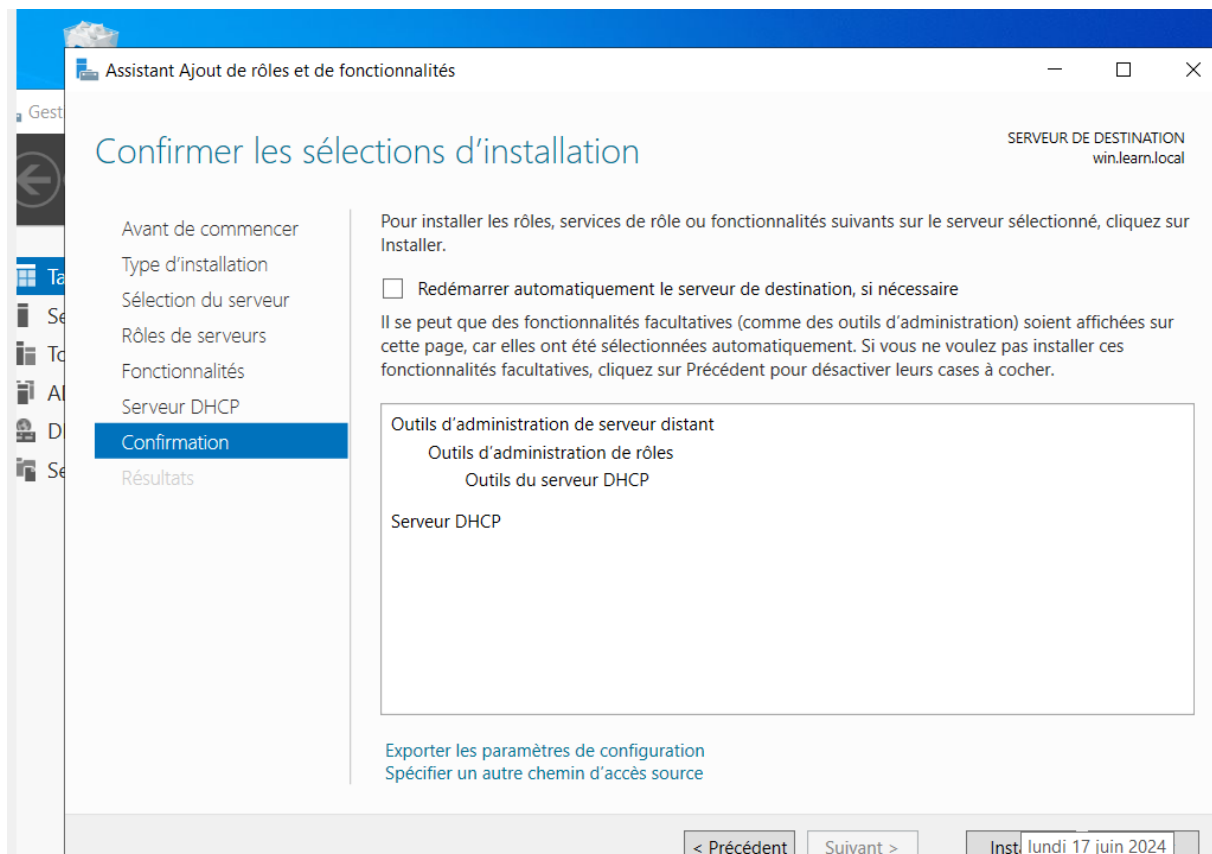 Assistant Ajout de rôles et de fonctionnalités
Gest
Confirmer les sélections d'installation
SERVEUR DE DESTINATION
win.learn.local
Avant de commencer
Type d'installation
Sélection du serveur
Rôles de serveurs
Fonctionnalités
Serveur DHCP
Confirmation
Résultats
Ta
Se
To
Se
Pour installer les rôles, services de rôle ou fonctionnalités suivants sur le serveur sélectionné, cliquez sur
Installer.
Redémarrer automatiquement le serveur de destination, si nécessaire
Il se peut que des fonctionnalités facultatives (comme des outils d'administration) soient affichées sur
cette page, car elles ont été sélectionnées automatiquement. Si vous ne voulez pas installer ces
fonctionnalités facultatives, cliquez sur Précédent pour désactiver leurs cases à cocher.
Outils d'administration de serveur distant
Outils d'administration de rôles
Outils du serveur DHCP
Serveur DHCP
Exporter les paramètres de configuration
Spécifier un autre chemin d'accès source
< Précédent Suivant > Inst lundi 17 juin 2024